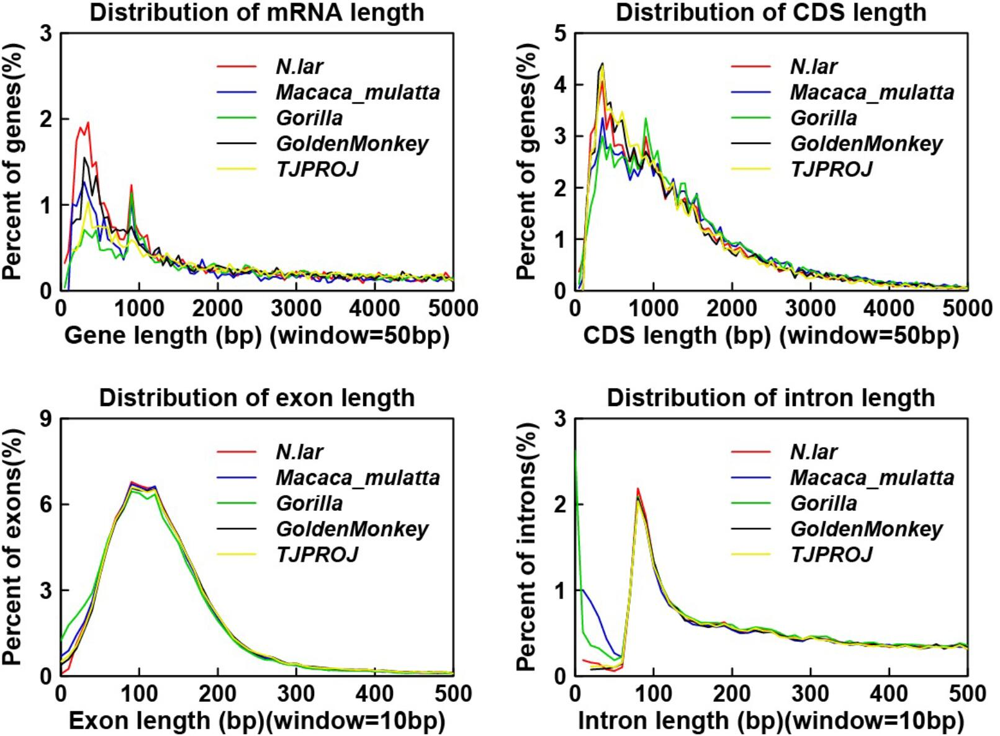 Distribution of mRNA length
Percent of genes(%)
3
2
1
0
N.lar
Macaca_mulatta
Gorilla
GoldenMonkey
TJPROJ
0 1000 2000 3000 4000 5000
Gene length (bp) (window=50bp)
Distribution of CDS length
Percent of genes(%)
5
4
3
2
1
0
N.lar
Macaca_mulatta
Gorilla
GoldenMonkey
TJPROJ
0 1000 2000 3000 4000 5000
CDS length (bp) (window=50bp)
Distribution of exon length
Percent of exons(%)
9
6
3
0
N.lar
Macaca_mulatta
Gorilla
GoldenMonkey
TJPROJ
0 100 200 300 400 500
Exon length (bp)(window=10bp)
Distribution of intron length
Percent of introns(%)
3
2
1
0
N.lar
Macaca_mulatta
Gorilla
GoldenMonkey
TJPROJ
0 100 200 300 400 500
Intron length (bp)(window=10bp)